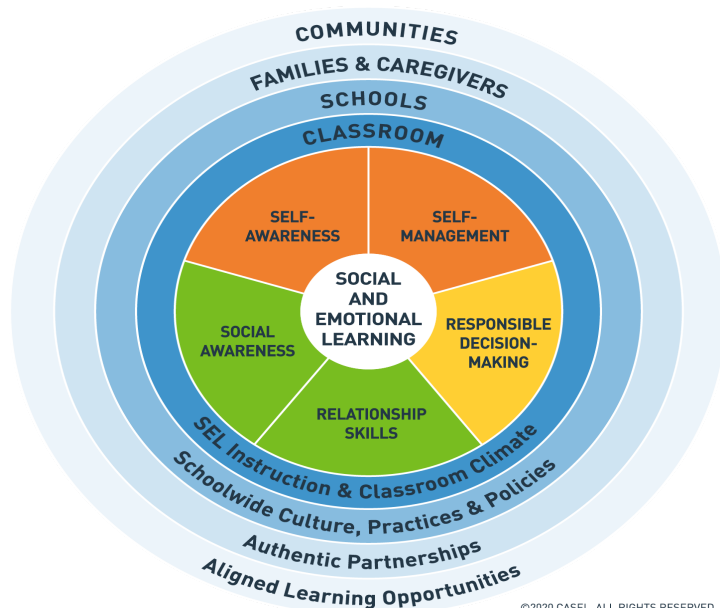 COMMUNITIES
FAMILIES & CAREGIVERS
SCHOOLS
CLASSROOM
SELF-
AWARENESS
SELF-
MANAGEMENT
SOCIAL
AND
EMOTIONAL
LEARNING
SOCIAL
AWARENESS
RESPONSIBLE
DECISION-
MAKING
RELATIONSHIP
SKILLS
SEL Instruction & Classroom Climate
Schoolwide Culture, Practices & Policies
Authentic Partnerships
Aligned Learning Opportunities
©2020 CASEL. ALL RIGHTS RESERVED.